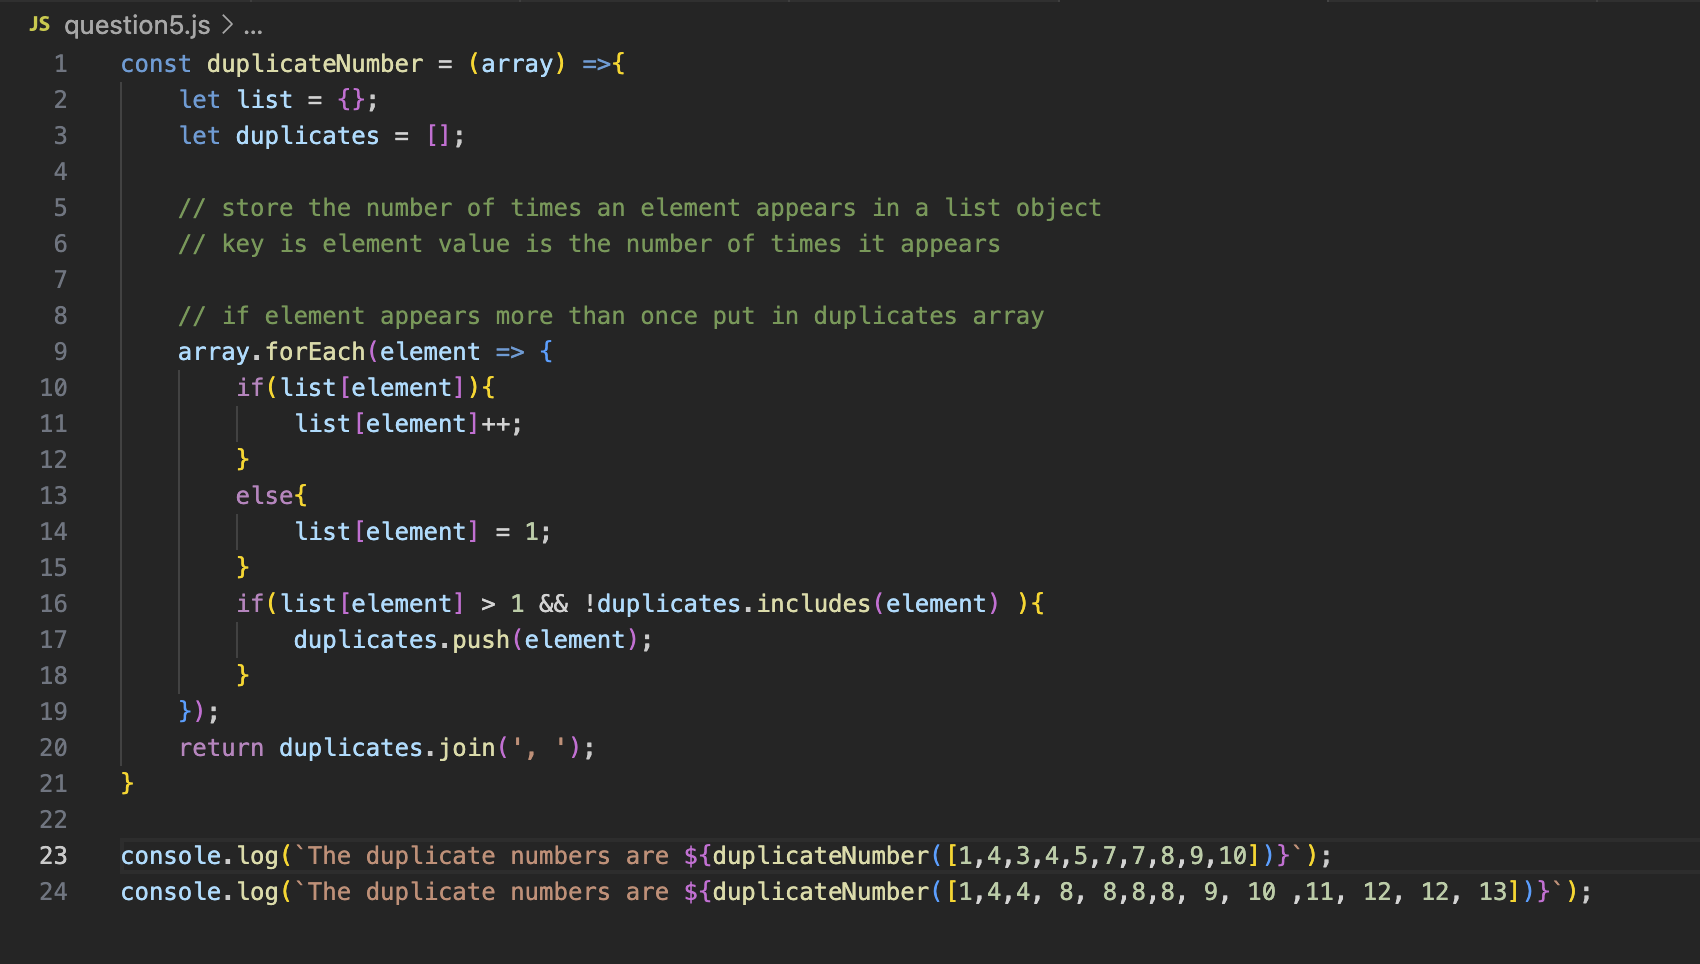 JS question5.js > ...
1 const duplicateNumber = (array) =>{
2     let list = {};
3     let duplicates = [];
4
5     // store the number of times an element appears in a list object
6     // key is element value is the number of times it appears
7
8     // if element appears more than once put in duplicates array
9     array.forEach(element => {
10         if(list[element]){
11             list[element]++;
12         }
13         else{
14             list[element] = 1;
15         }
16         if(list[element] > 1 && !duplicates.includes(element) ){
17             duplicates.push(element);
18         }
19     });
20     return duplicates.join(', ');
21 }
22
23 console.log(`The duplicate numbers are ${duplicateNumber([1,4,3,4,5,7,7,8,9,10])}`);
24 console.log(`The duplicate numbers are ${duplicateNumber([1,4,4, 8, 8,8,8, 9, 10 ,11, 12, 12, 13])}`);